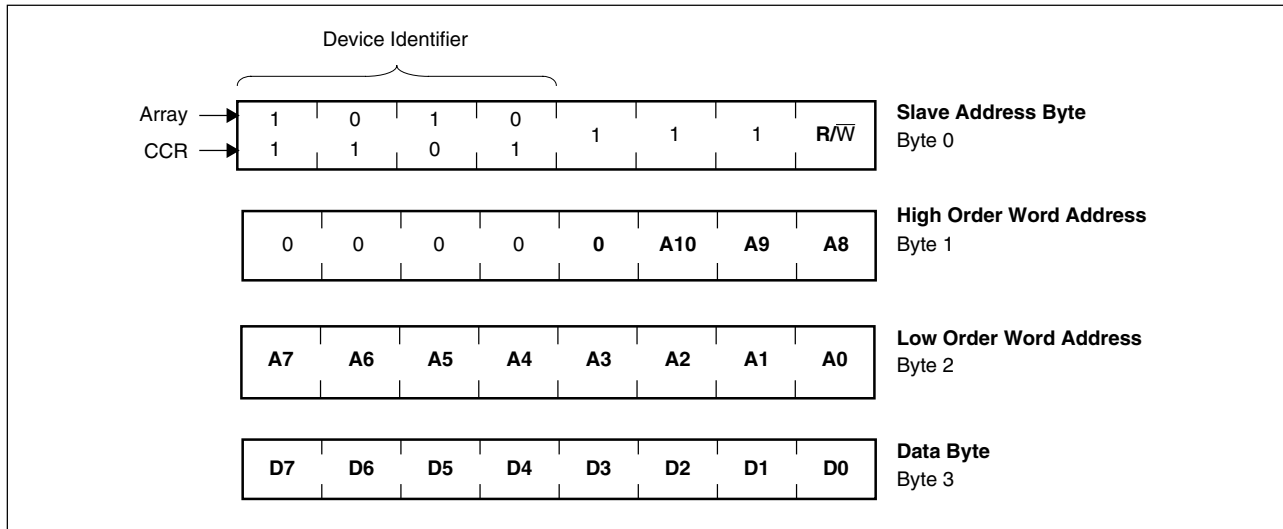 Device Identifier
Array
1 0 1 0
CCR
1 1 0 1
1 1 1 R/W̅
Slave Address Byte
Byte 0
0 0 0 0 0 A10 A9 A8
High Order Word Address
Byte 1
A7 A6 A5 A4 A3 A2 A1 A0
Low Order Word Address
Byte 2
D7 D6 D5 D4 D3 D2 D1 D0
Data Byte
Byte 3